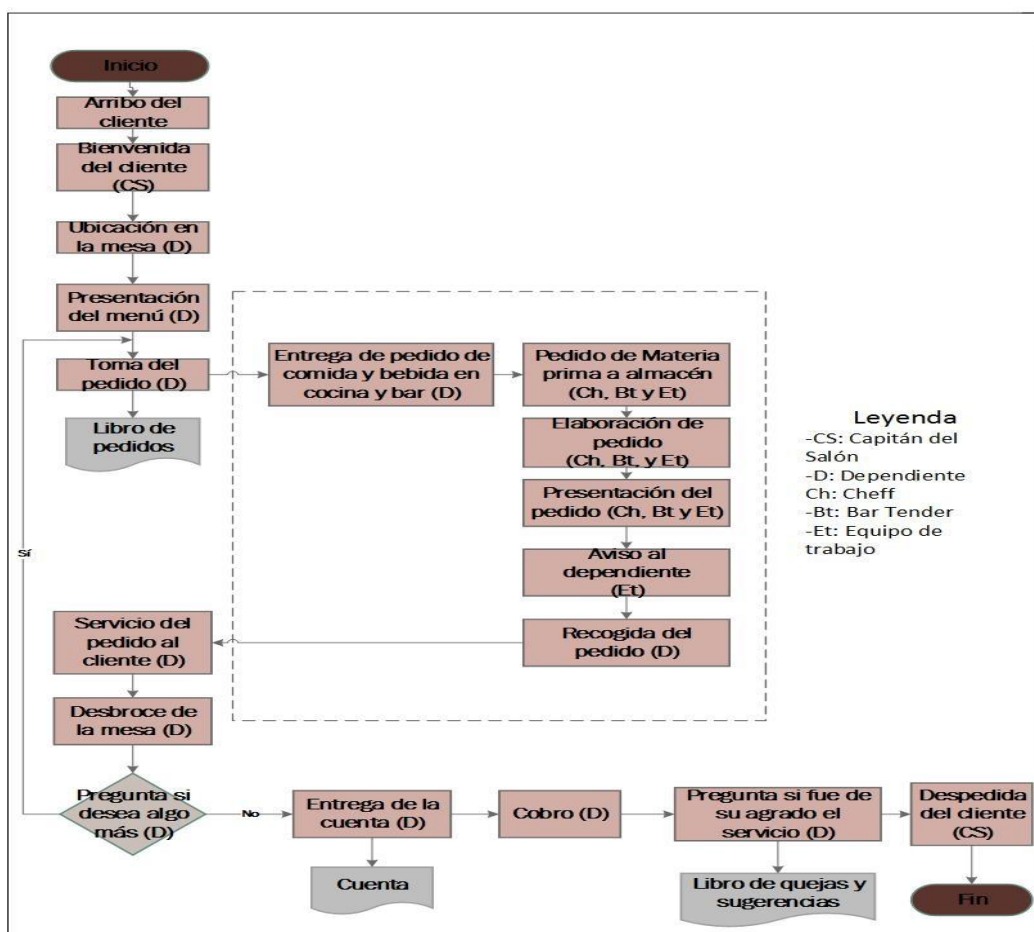 Inicio
Arribo del
cliente
Bienvenida
del cliente
(CS)
Ubicación en
la mesa (D)
Presentación
del menú (D)
Toma del
pedido (D)
Libro de
pedidos
Entrega de pedido de
comida y bebida en
cocina y bar (D)
Pedido de Materia
prima a almacén
(Ch, Bt y Et)
Elaboración de
pedido
(Ch, Bt, y Et)
Presentación del
pedido (Ch, Bt y Et)
Aviso al
dependiente
(Et)
Recogida del
pedido (D)
Leyenda
-CS: Capitán del
Salón
-D: Dependiente
Ch: Cheff
-Bt: Bar Tender
-Et: Equipo de
trabajo
Sí
Servicio del
pedido al
cliente (D)
Desbroce de
la mesa (D)
Pregunta si
desea algo
más (D)
No
Entrega de la
cuenta (D)
Cuenta
Cobro (D)
Pregunta si fue de
su agrado el
servicio (D)
Libro de quejas y
sugerencias
Despedida
del cliente
(CS)
Fin